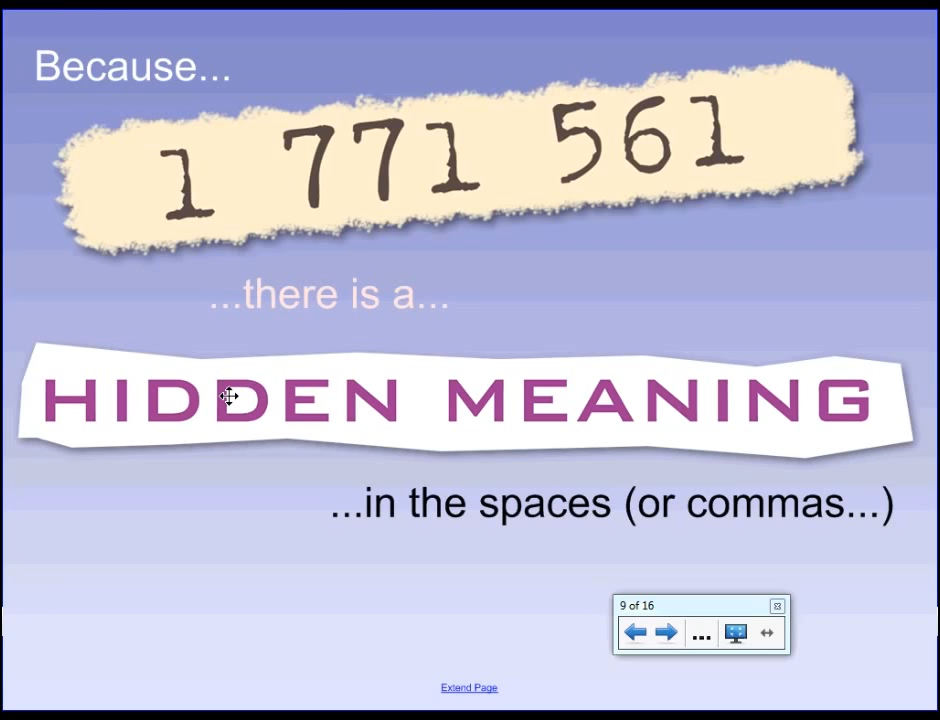 Because...
1 771 561
...there is a...
HIDDEN MEANING
...in the spaces (or commas...)
9 of 16
...
Extend Page